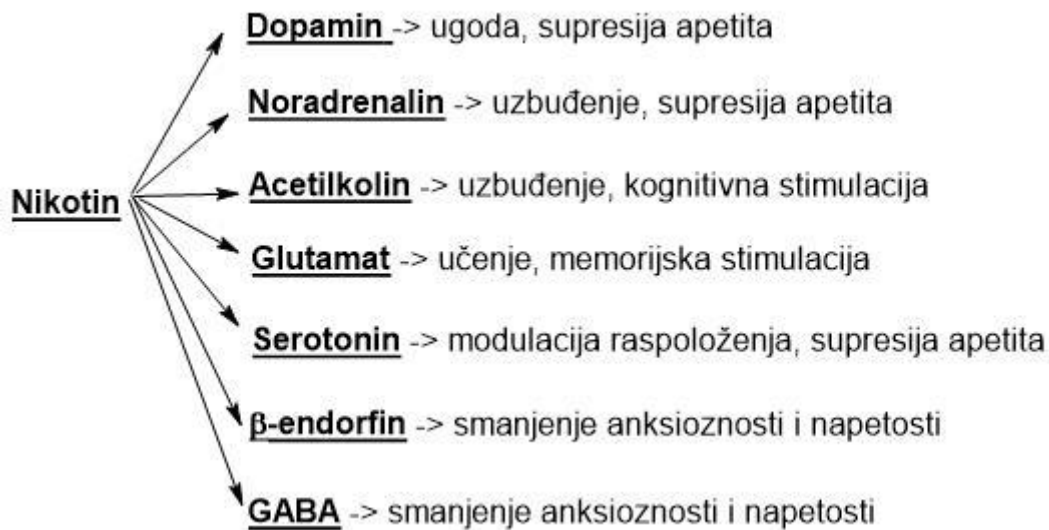 Dopamin -> ugoda, supresija apetita
Noradrenalin -> uzbuđenje, supresija apetita
Nikotin
Acetilkolin -> uzbuđenje, kognitivna stimulacija
Glutamat -> učenje, memorijska stimulacija
Serotonin -> modulacija raspoloženja, supresija apetita
β-endorfin -> smanjenje anksioznosti i napetosti
GABA -> smanjenje anksioznosti i napetosti